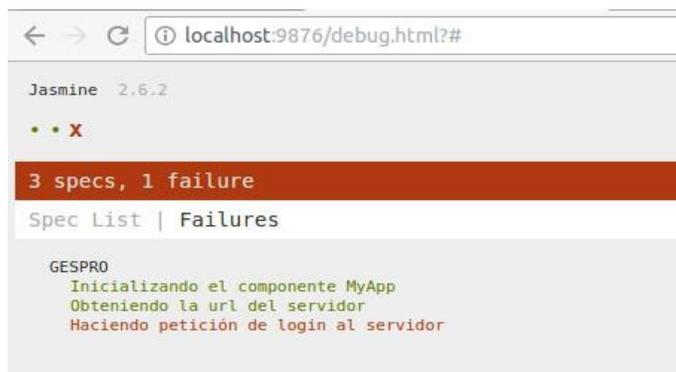 localhost:9876/debug.html?#
Jasmine 2.6.2
• • x
3 specs, 1 failure
Spec List | Failures
GESPRO
Inicializando el componente MyApp
Obteniendo la url del servidor
Haciendo petición de login al servidor